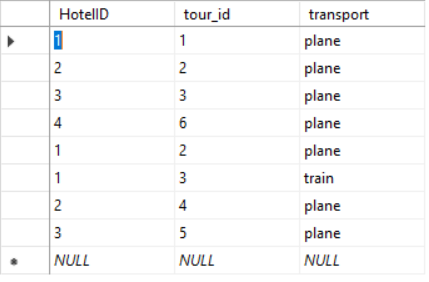 HotelID tour_id transport
1 1 plane
2 2 plane
3 3 plane
4 6 plane
1 2 plane
1 3 train
2 4 plane
3 5 plane
NULL NULL NULL